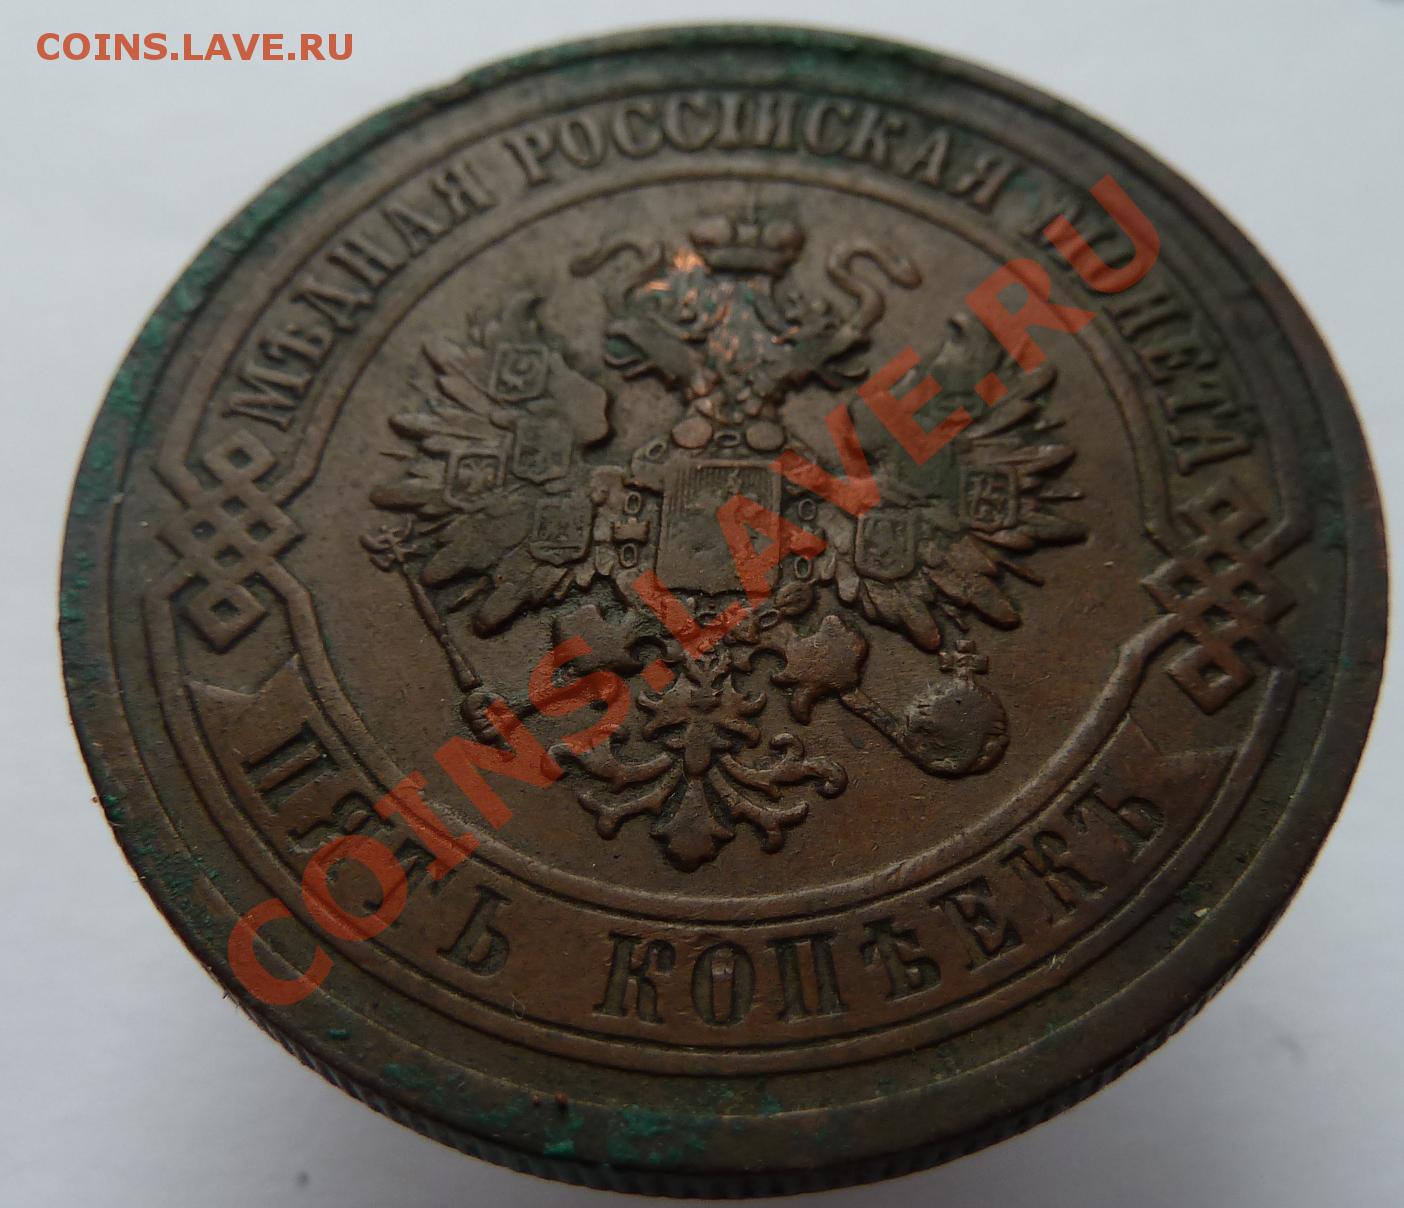 COINS.LAVE.RU
МѢДНАЯ РОССІЙСКАЯ МОНЕТА
ПЯТЬ КОПѢЕКЪ
COINS.LAVE.RU